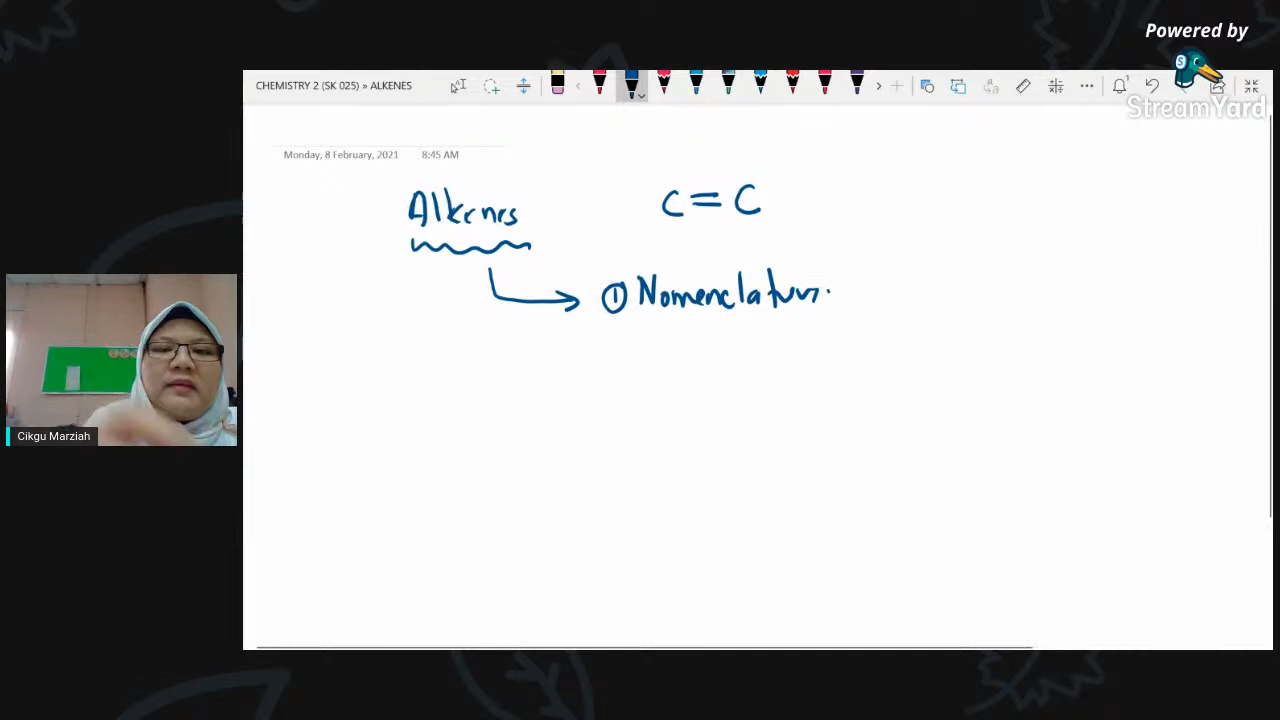 Powered by
StreamYard
CHEMISTRY 2 (SK 025) » ALKENES
Monday, 8 February, 2021 8:45 AM
Alkenes C = C
① Nomenclature
Cikgu Marziah